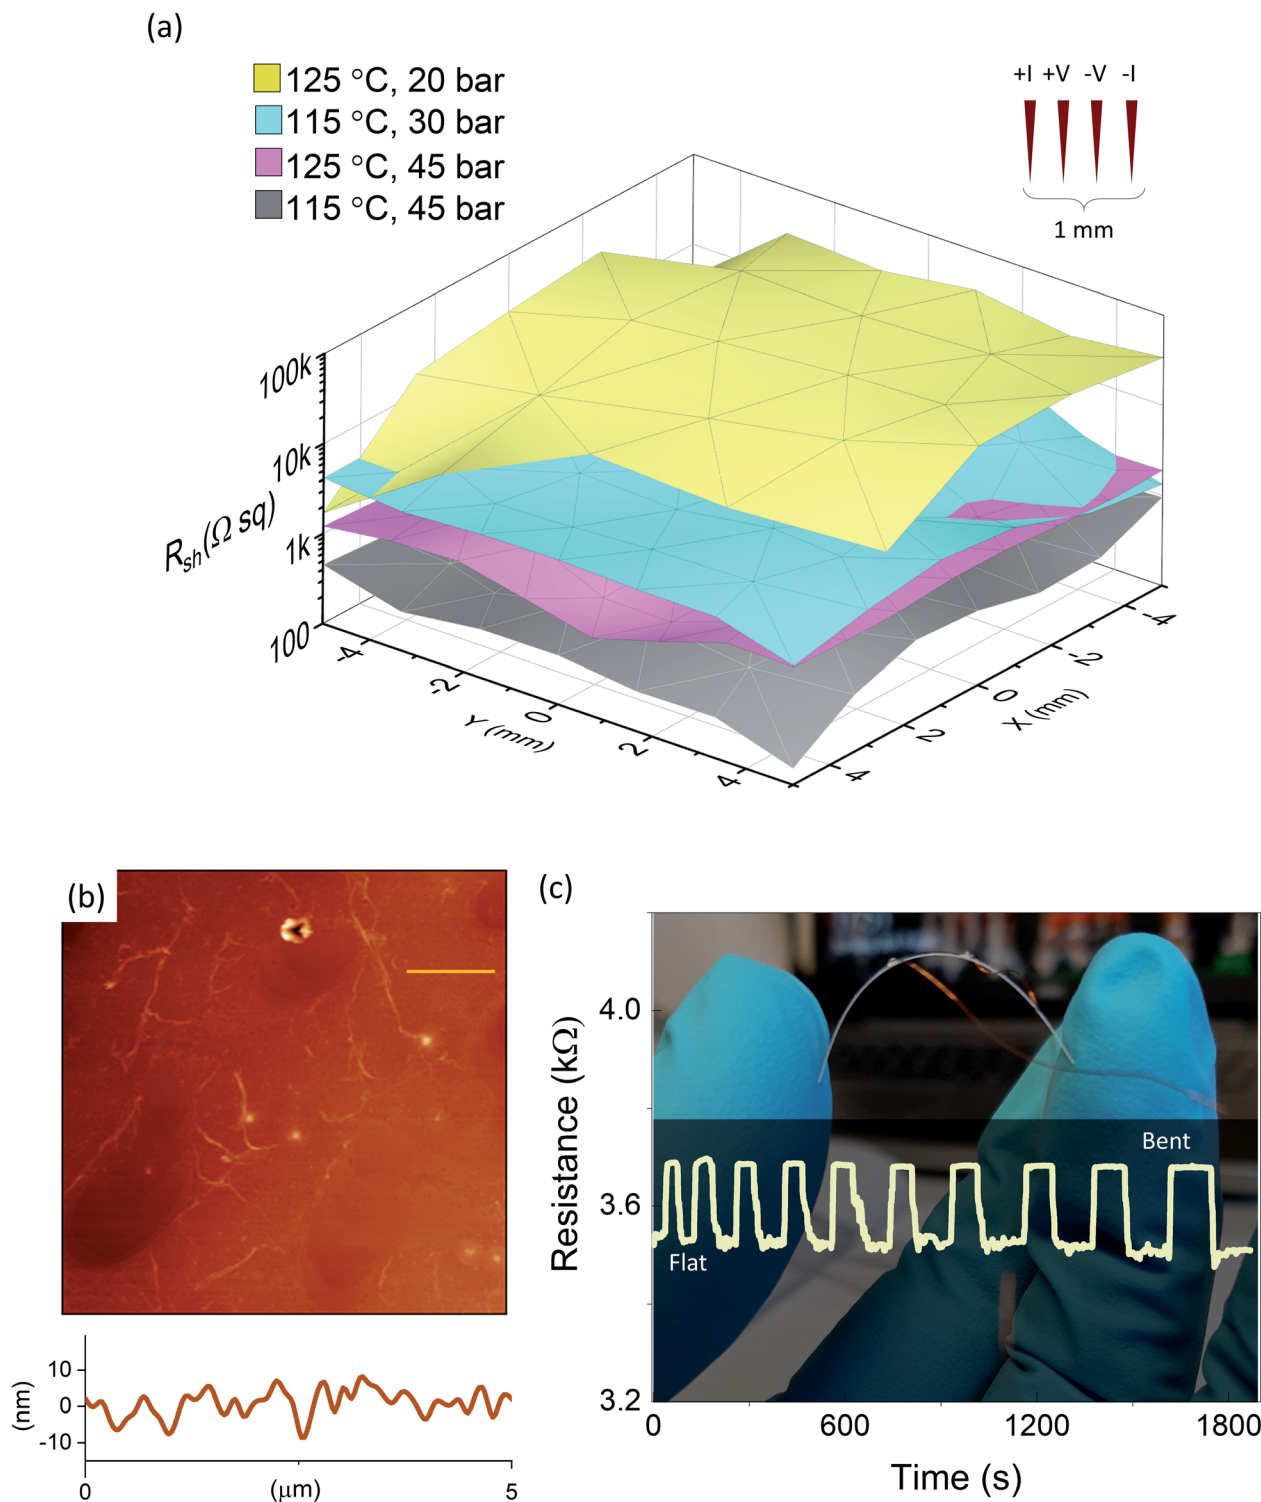 (a)
125 °C, 20 bar
115 °C, 30 bar
125 °C, 45 bar
115 °C, 45 bar
+I +V -V -I
1 mm
100k
10k
1k
100
Rsh(Ω sq)
-4
-2
0
2
4
Y (mm)
-4
-2
0
2
4
X (mm)
(b)
10
0
-10
(nm)
0
5
(μm)
(c)
4.0
3.6
3.2
Resistance (kΩ)
Bent
Flat
0
600
1200
1800
Time (s)